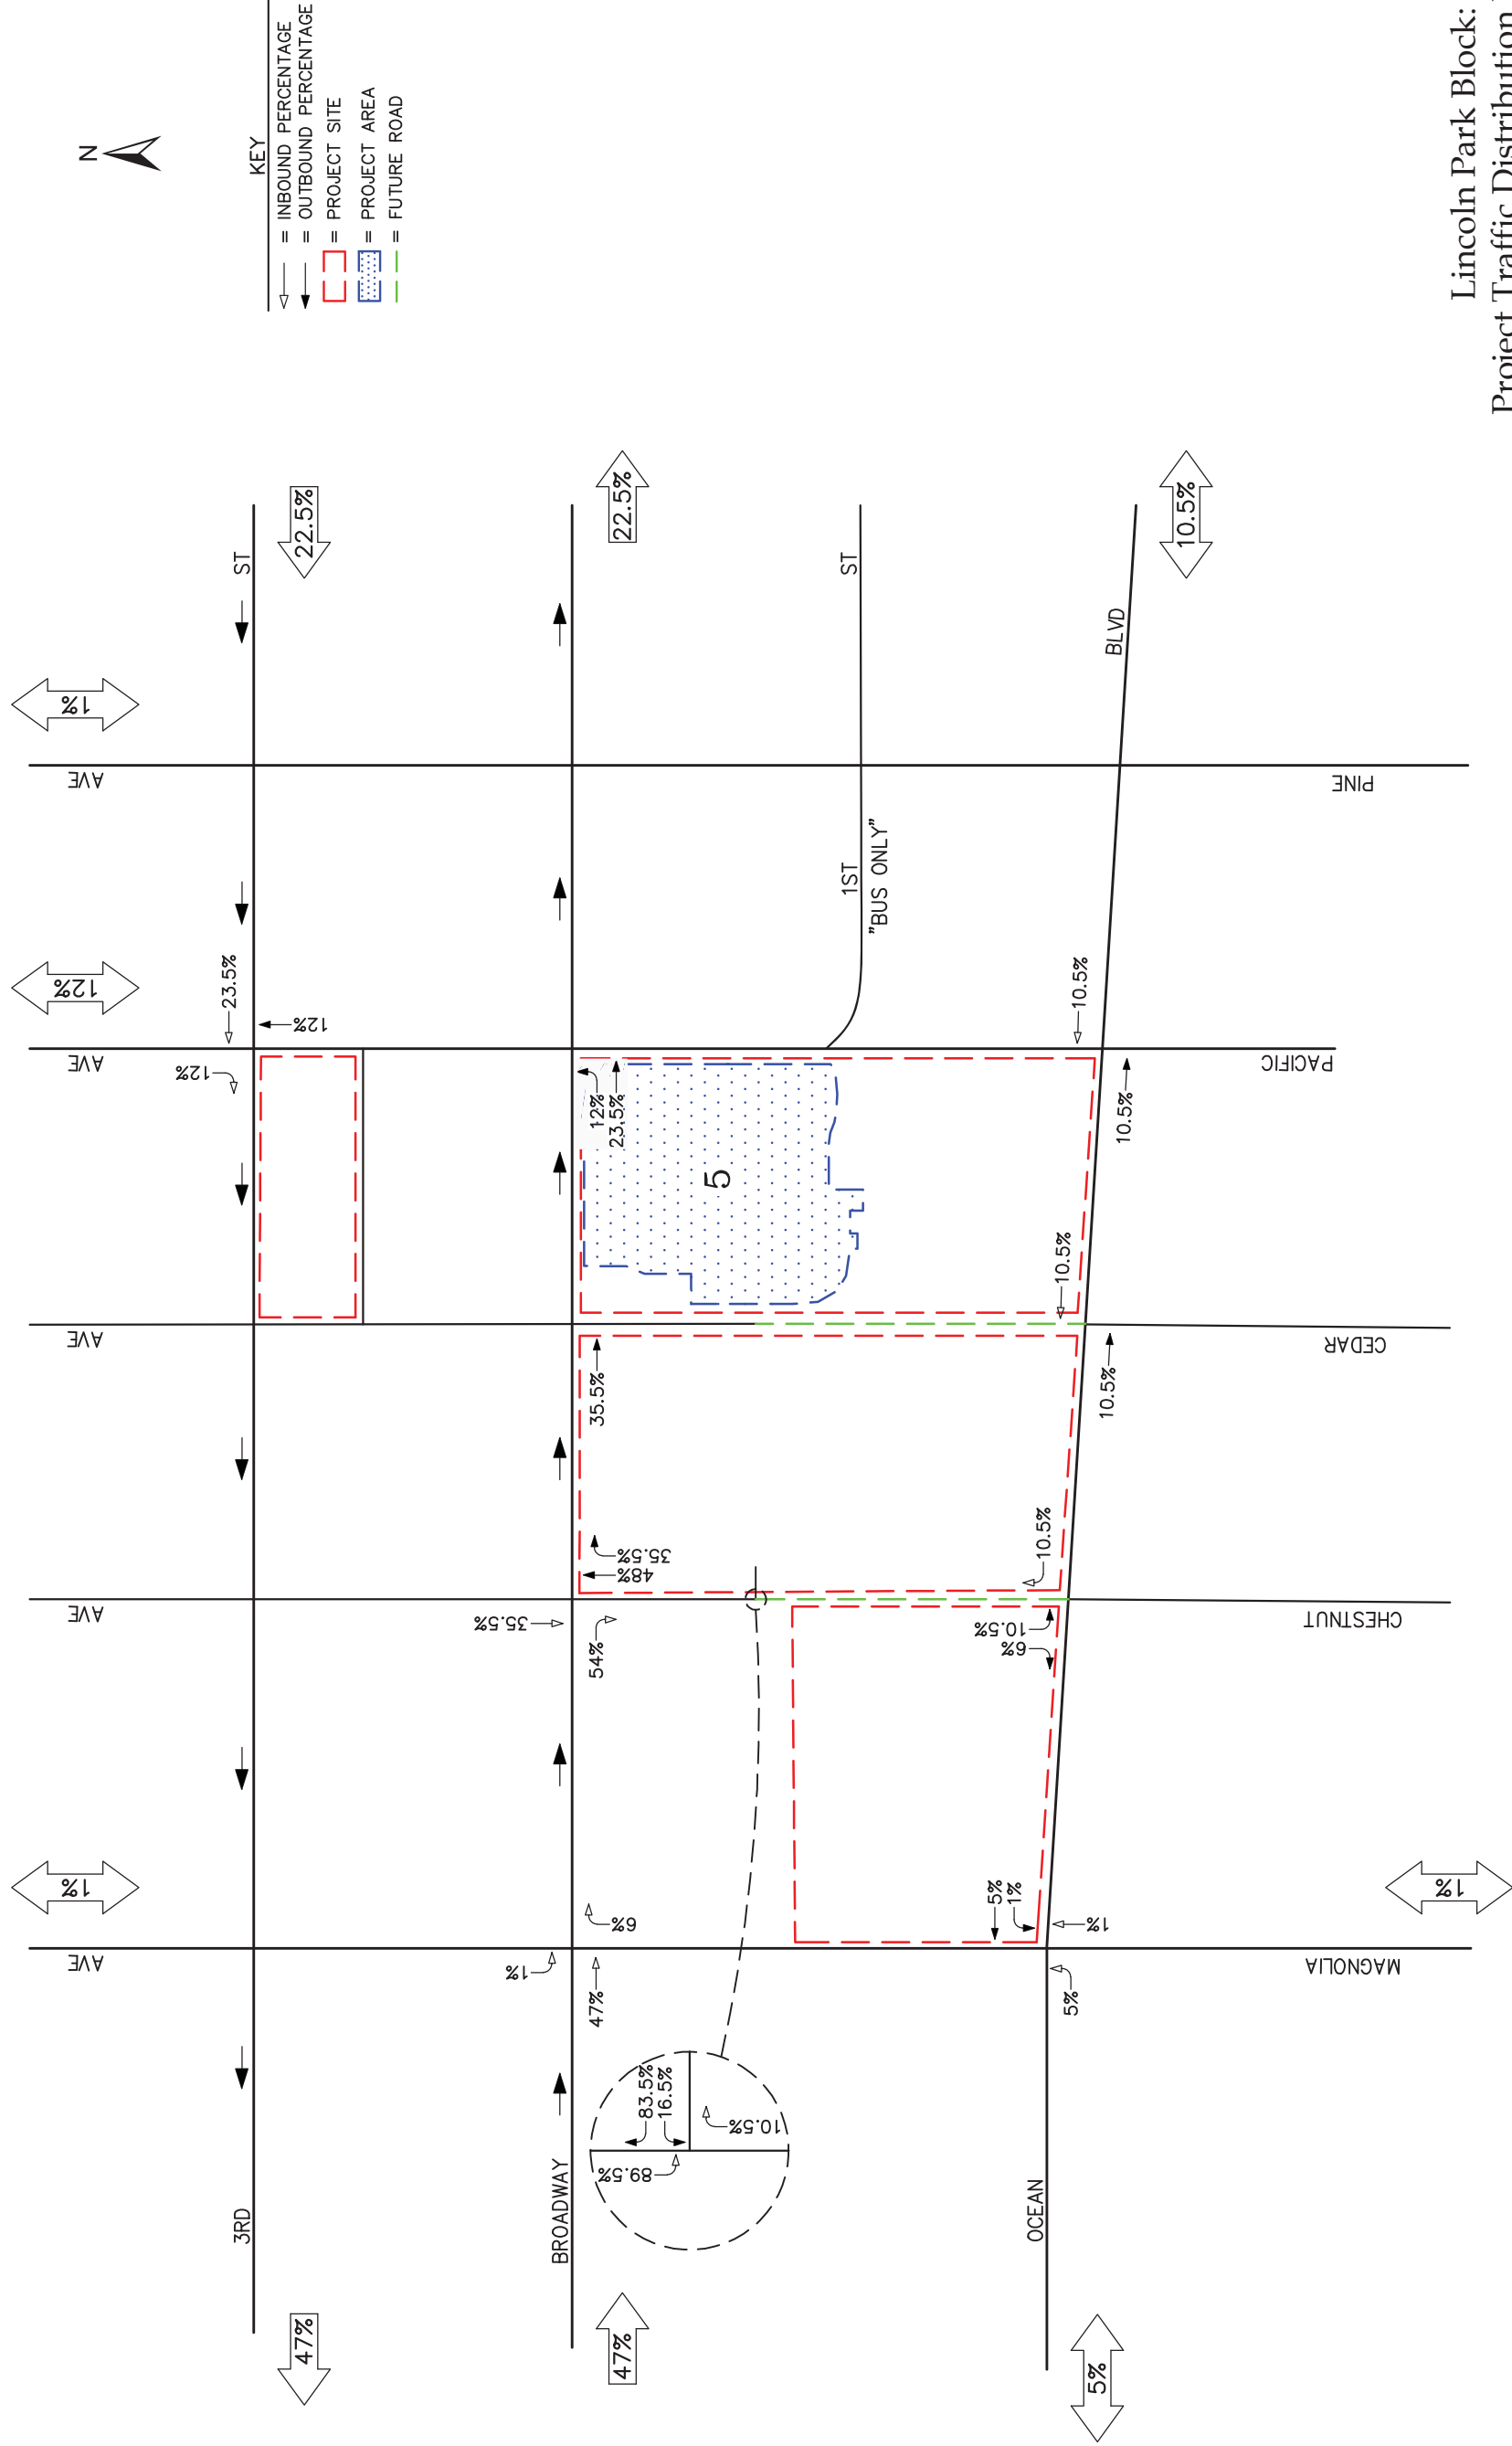 N
KEY
= INBOUND PERCENTAGE
= OUTBOUND PERCENTAGE
= PROJECT SITE
= PROJECT AREA
= FUTURE ROAD
1%
1%
12%
1%
AVE
AVE
AVE
AVE
AVE
12%
23.5%
47%
3RD
ST
22.5%
12%
1%
35.5%
BROADWAY
47%
47%
6%
54%
48%
35.5%
35.5%
12%
23.5%
22.5%
89.5%
83.5%
16.5%
10.5%
5
1ST
ST
"BUS ONLY"
5%
1%
10.5%
6%
10.5%
10.5%
10.5%
OCEAN
BLVD
5%
5%
1%
10.5%
10.5%
10.5%
MAGNOLIA
CHESTNUT
CEDAR
PACIFIC
PINE
1%
Lincoln Park Block:
Project Traffic Distribution